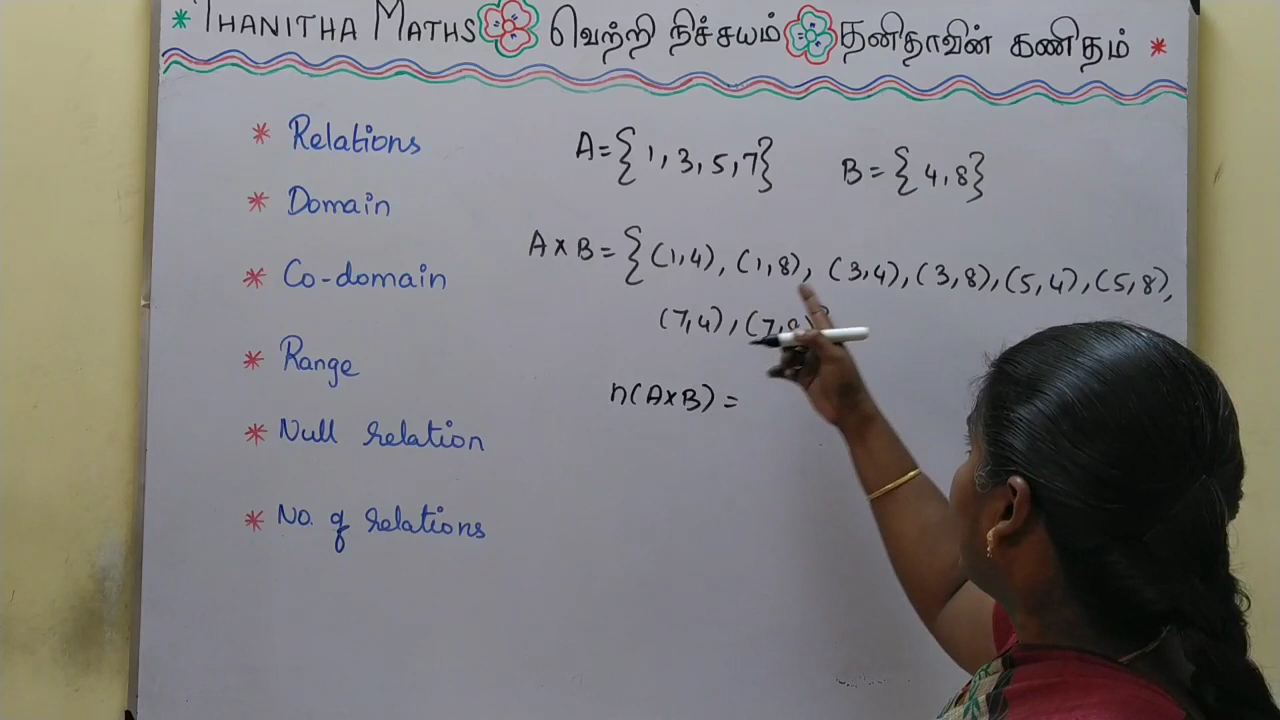 * THANITHA MATHS வெற்றி நிச்சயம் தனிதாவின் கணிதம் *
* Relations
* Domain
* Co-domain
* Range
* Null relation
* No. of relations
A = { 1, 3, 5, 7} B = { 4, 8}
A x B = { (1,4), (1,8), (3,4), (3,8), (5,4), (5,8),
(7,4), (7,
n(AxB) =